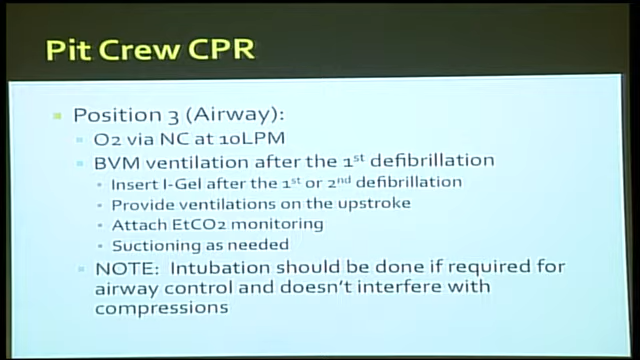 Pit Crew CPR
Position 3 (Airway):
O2 via NC at 10LPM
BVM ventilation after the 1st defibrillation
Insert I-Gel after the 1st or 2nd defibrillation
Provide ventilations on the upstroke
Attach EtCO2 monitoring
Suctioning as needed
NOTE: Intubation should be done if required for
airway control and doesn't interfere with
compressions